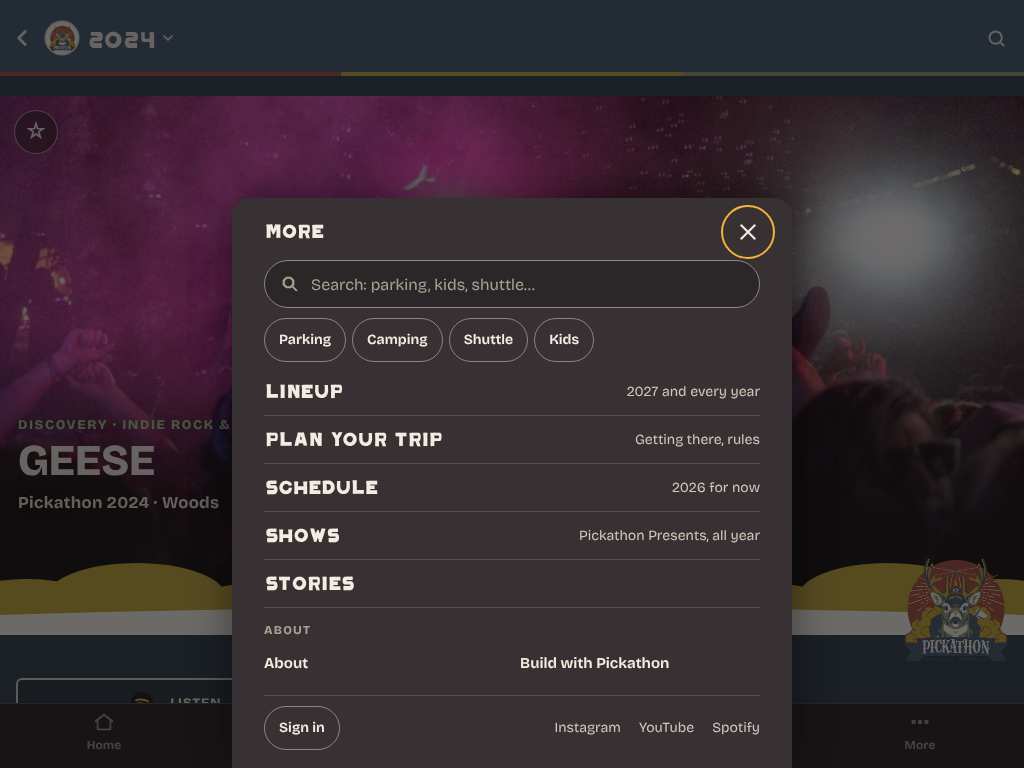 2024
MORE
Search: parking, kids, shuttle...
Parking Camping Shuttle Kids
LINEUP 2027 and every year
PLAN YOUR TRIP Getting there, rules
SCHEDULE 2026 for now
SHOWS Pickathon Presents, all year
STORIES
ABOUT
About Build with Pickathon
Sign in Instagram YouTube Spotify
DISCOVERY · INDIE ROCK &
GEESE
Pickathon 2024 · Woods
PICKATHON
LISTEN
Home More